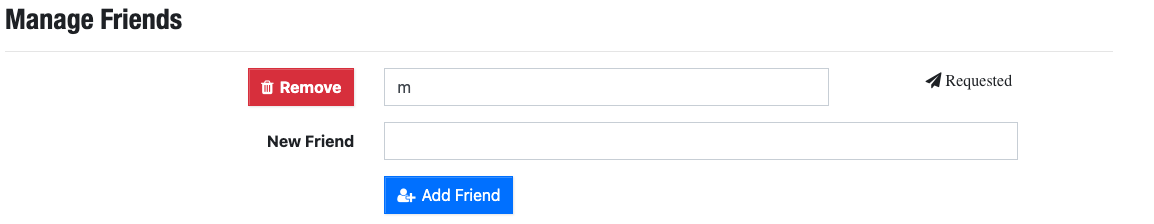 Manage Friends
Remove m Requested
New Friend
Add Friend